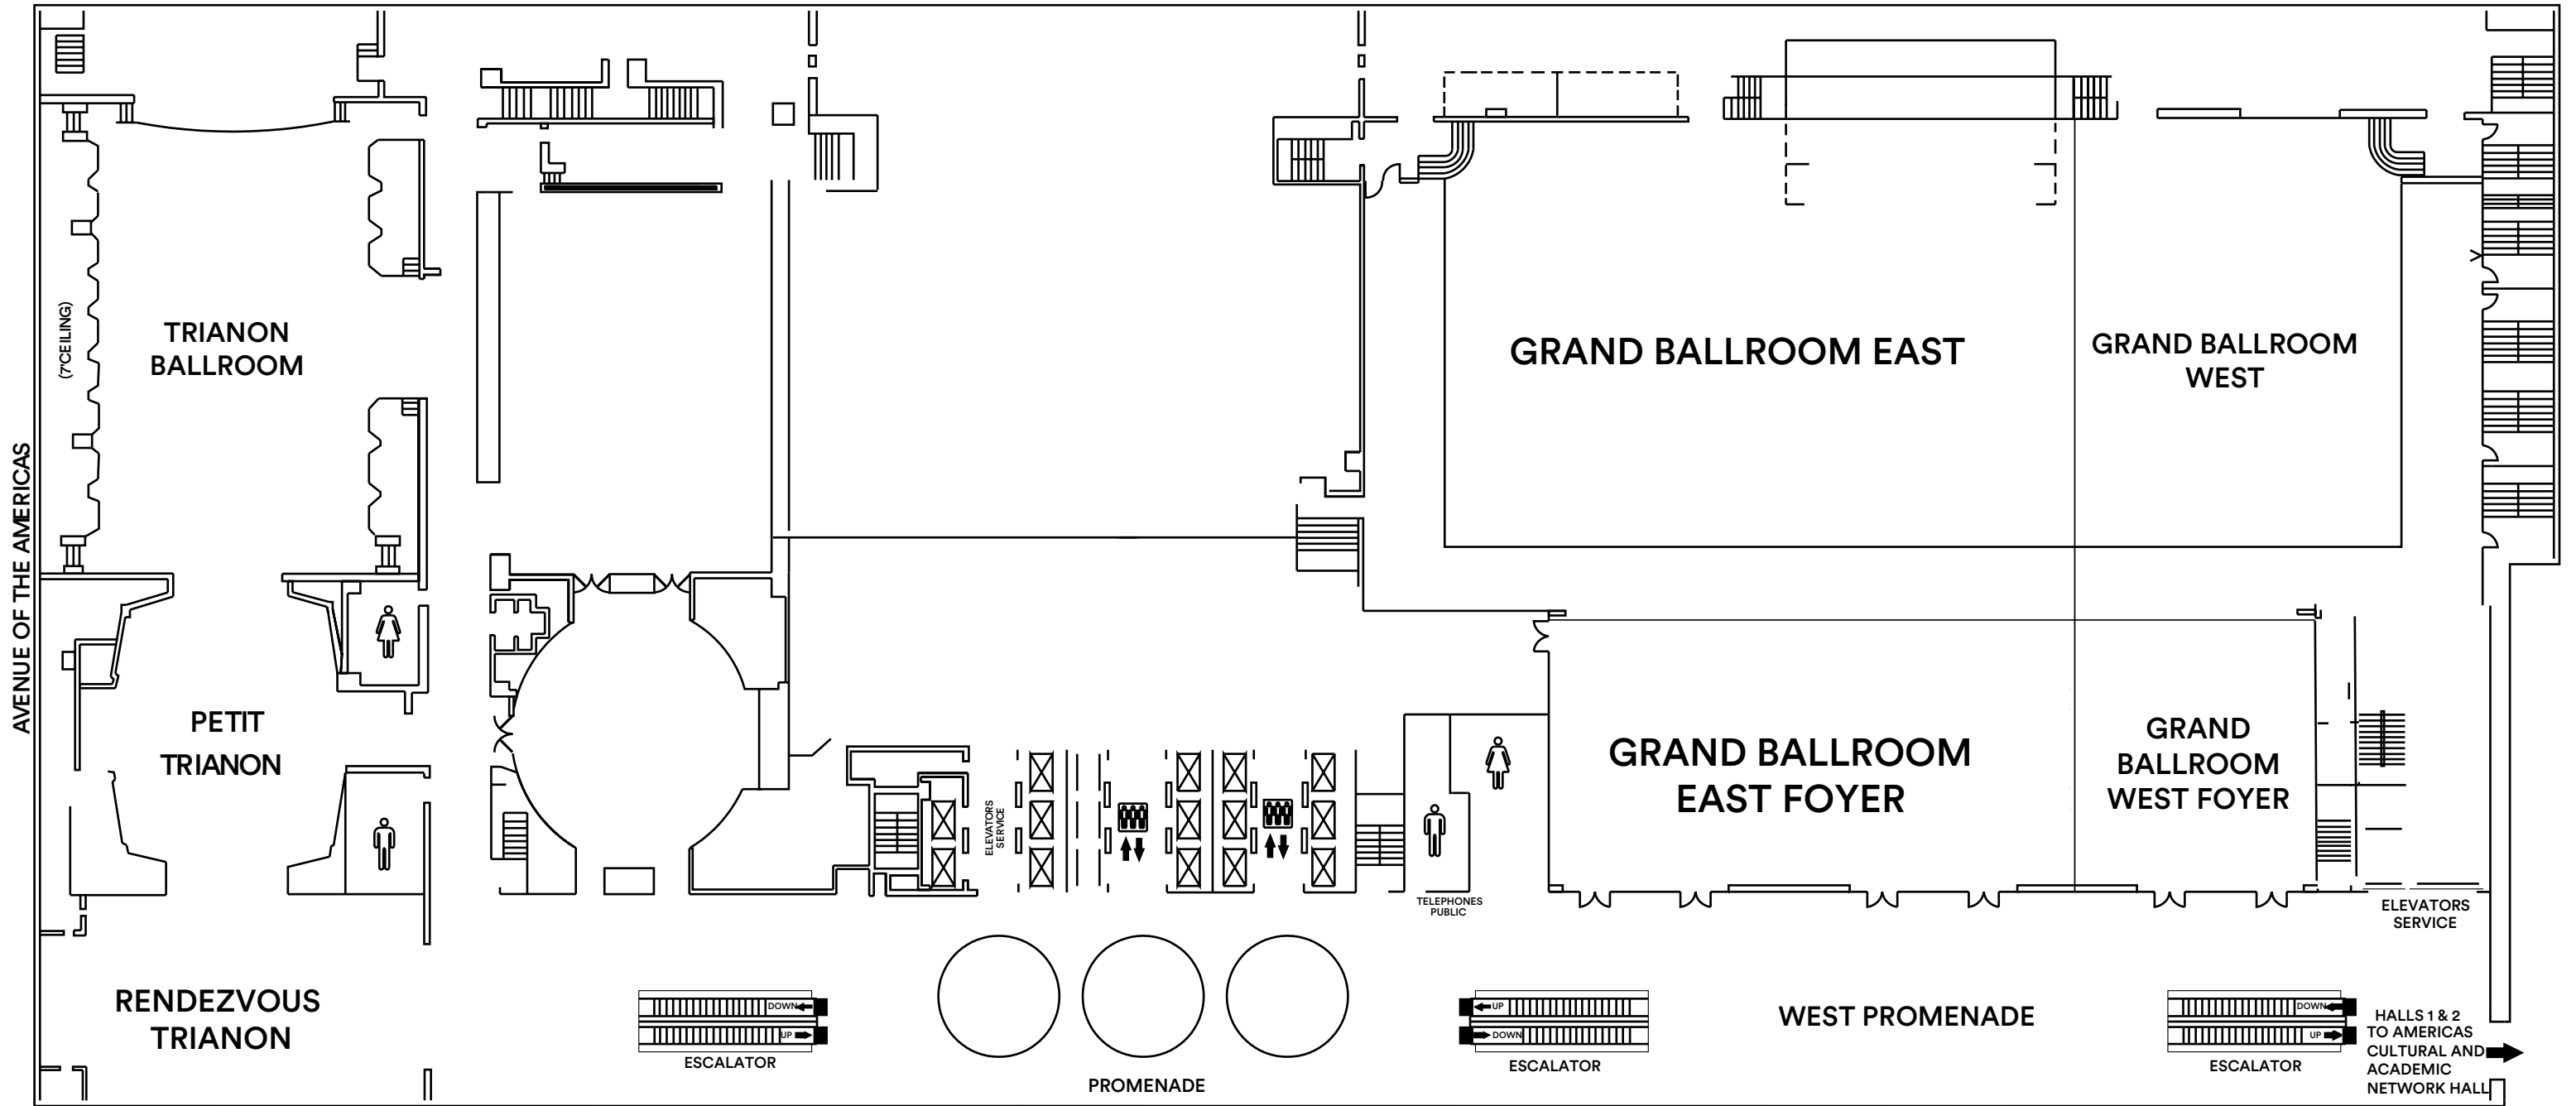 AVENUE OF THE AMERICAS
(7'CEILING)
TRIANON
BALLROOM
GRAND BALLROOM EAST
GRAND BALLROOM
WEST
PETIT
TRIANON
ELEVATORS
SERVICE
TELEPHONES
PUBLIC
GRAND BALLROOM
EAST FOYER
GRAND
BALLROOM
WEST FOYER
ELEVATORS
SERVICE
RENDEZVOUS
TRIANON
DOWN
UP
ESCALATOR
PROMENADE
UP
DOWN
ESCALATOR
WEST PROMENADE
DOWN
UP
ESCALATOR
HALLS 1 & 2
TO AMERICAS
CULTURAL AND
ACADEMIC
NETWORK HALL